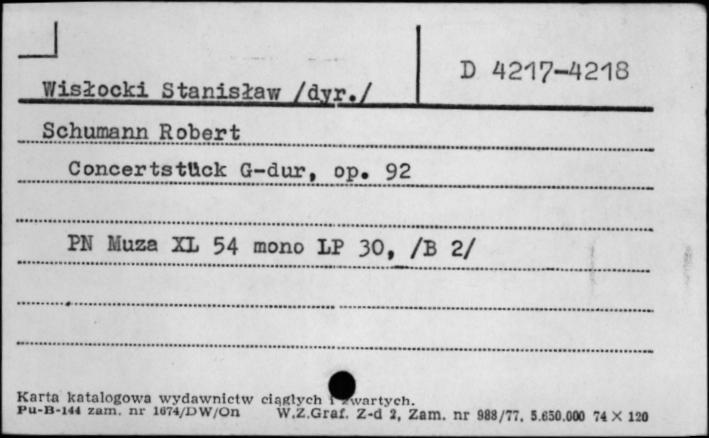 D 4217-4218
Wisłocki Stanisław /dyr./
Schumann Robert
Concertstück G-dur, op. 92
PN Muza XL 54 mono LP 30, /B 2/
Karta katalogowa wydawnictw ciągłych i zwartych.
Pu-B-144 zam. nr 1674/DW/On W.Z.Graf. Z-d 2, Zam. nr 988/77. 5.650.000 74 × 120